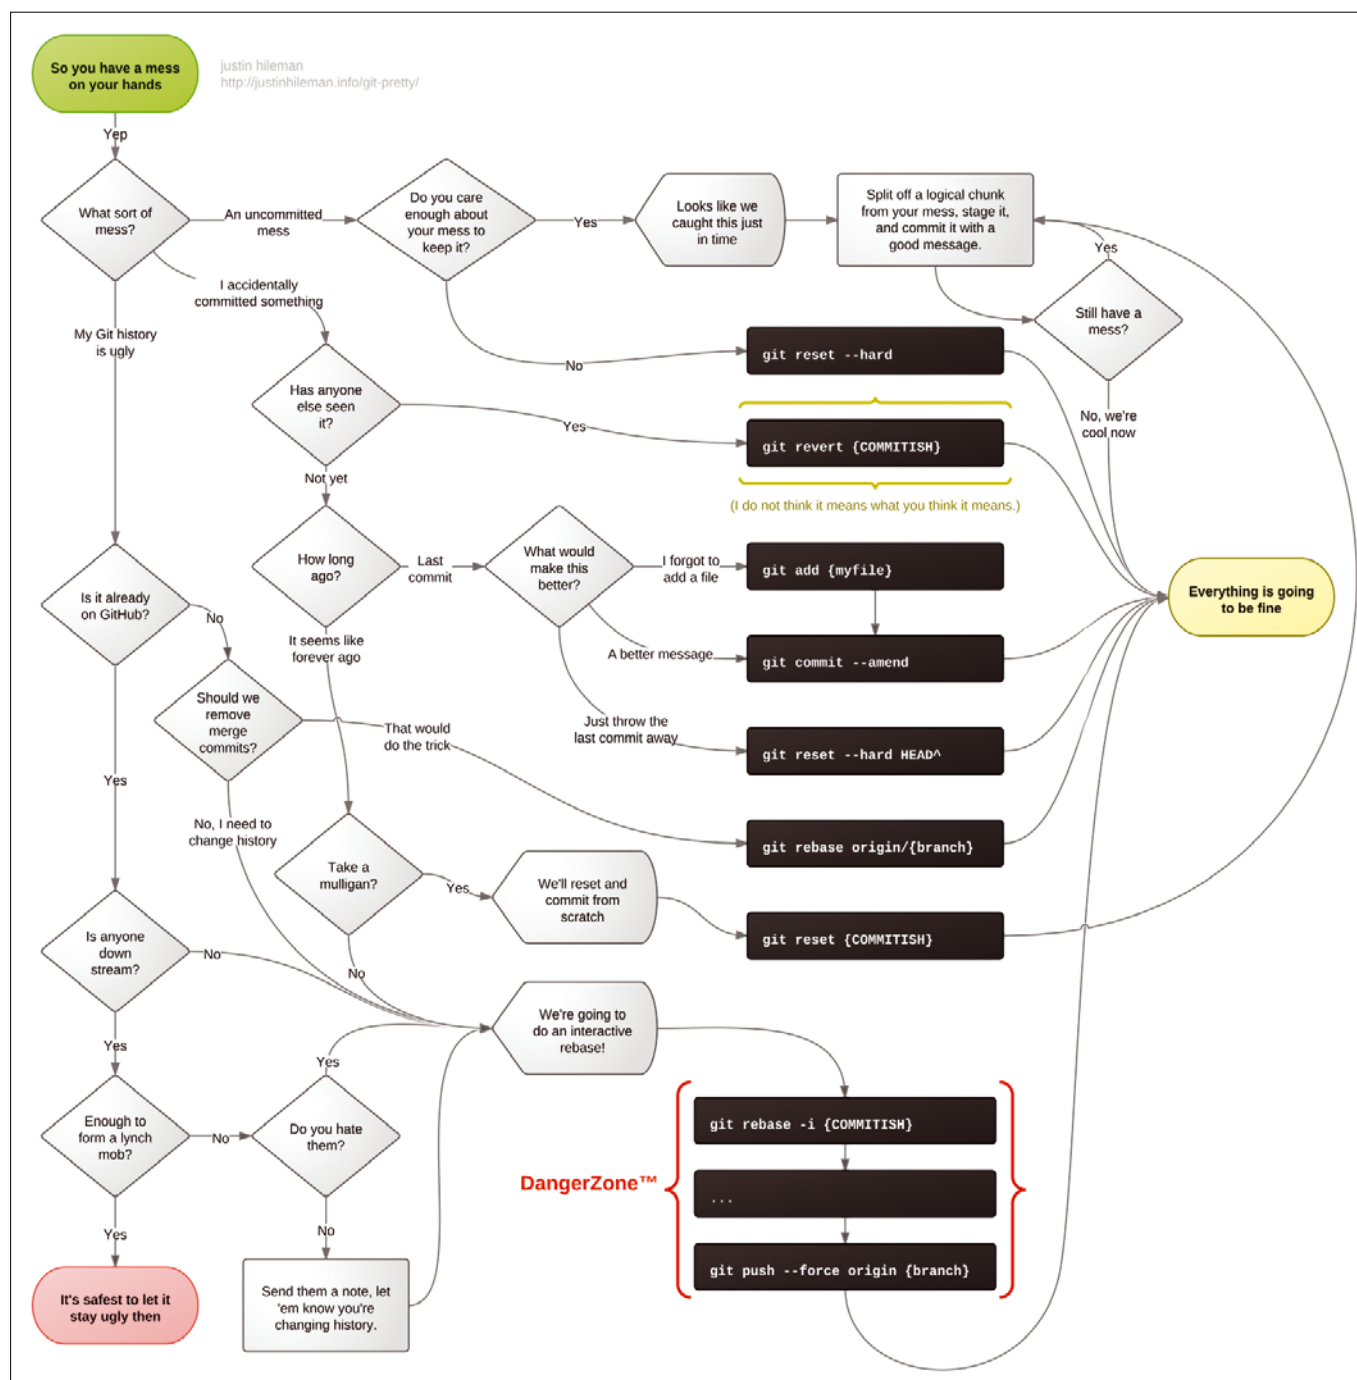 So you have a mess
on your hands
justin hileman
http://justinhileman.info/git-pretty/
Yep
What sort of
mess?
An uncommitted
mess
Do you care
enough about
your mess to
keep it?
Yes
Looks like we
caught this just
in time
Split off a logical chunk
from your mess, stage it,
and commit it with a
good message.
Yes
Still have a
mess?
No, we're
cool now
I accidentally
committed something
My Git history
is ugly
No
git reset --hard
Has anyone
else seen
it?
Yes
git revert {COMMITISH}
(I do not think it means what you think it means.)
Not yet
How long
ago?
Last
commit
What would
make this
better?
I forgot to
add a file
git add {myfile}
Everything is going
to be fine
Is it already
on GitHub?
No
It seems like
forever ago
A better message
git commit --amend
Should we
remove
merge
commits?
That would
do the trick
Just throw the
last commit away
git reset --hard HEAD^
Yes
No, I need to
change history
git rebase origin/{branch}
Take a
mulligan?
Yes
We'll reset and
commit from
scratch
git reset {COMMITISH}
Is anyone
down
stream?
No
No
We're going to
do an interactive
rebase!
Yes
Yes
Enough to
form a lynch
mob?
No
Do you hate
them?
git rebase -i {COMMITISH}
DangerZone™
...
Yes
No
git push --force origin {branch}
It's safest to let it
stay ugly then
Send them a note, let
'em know you're
changing history.